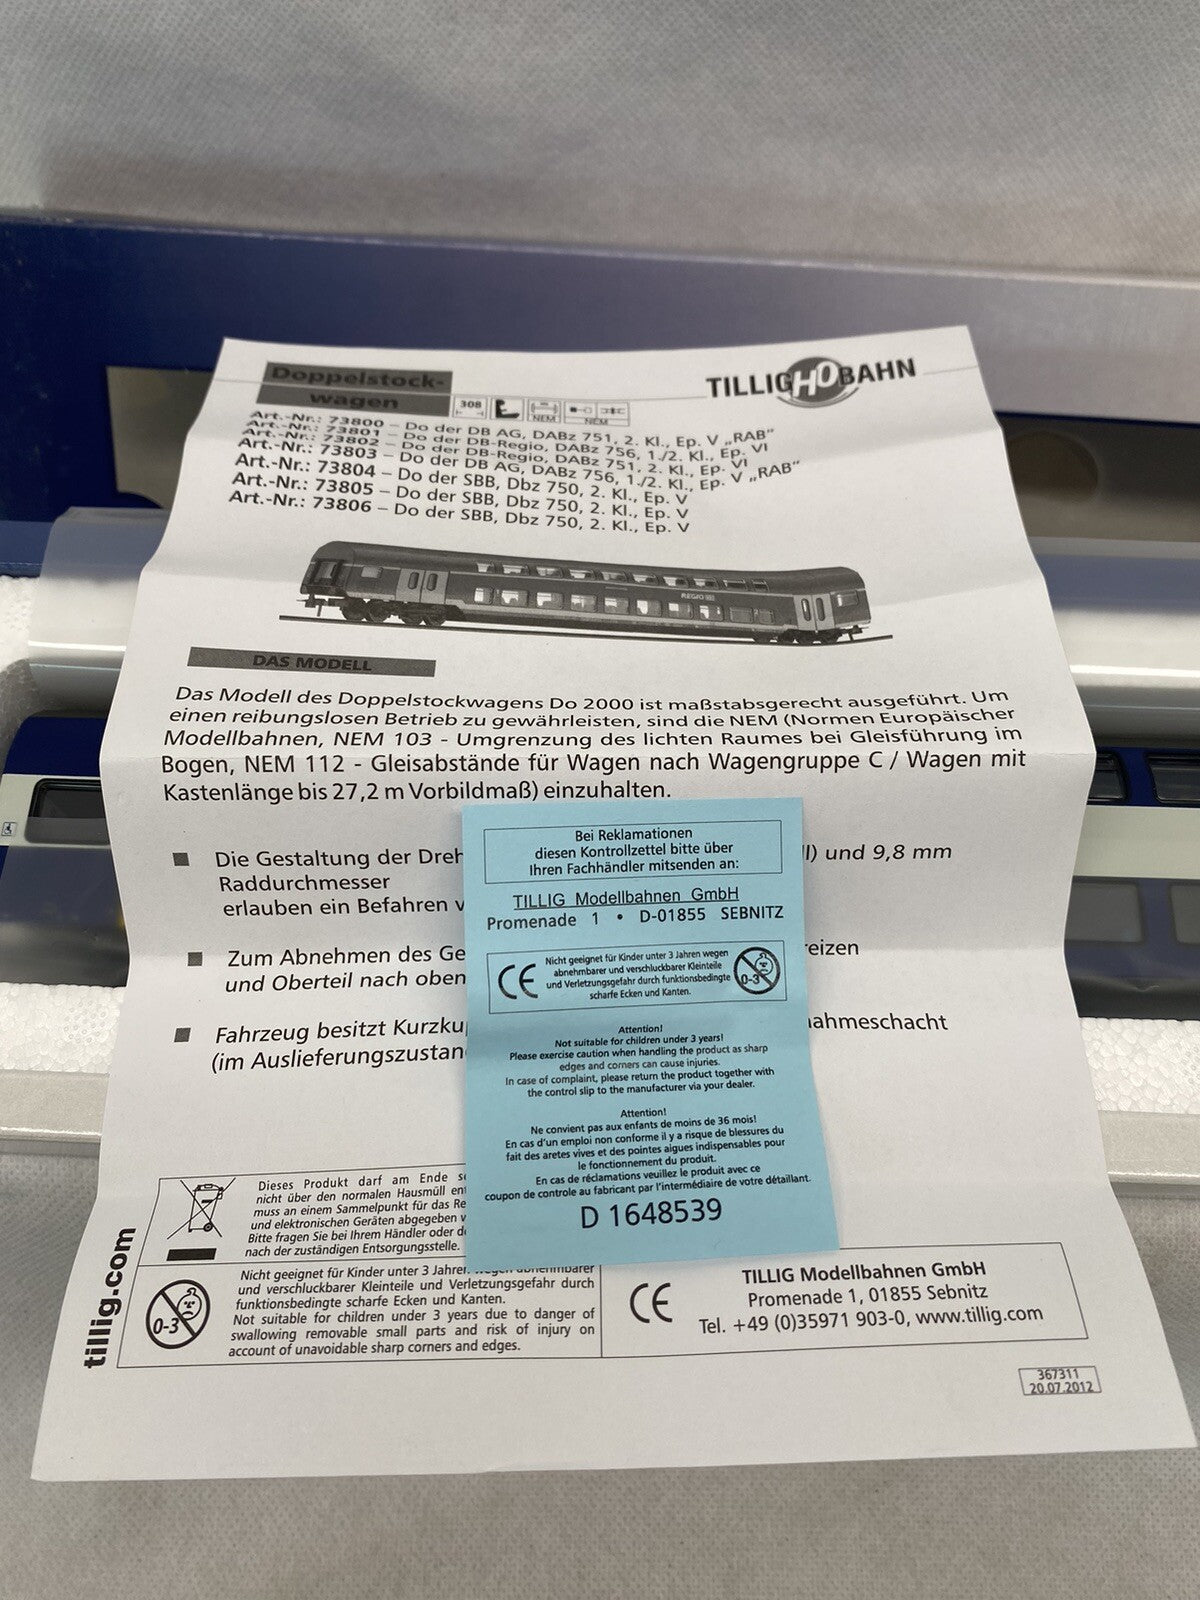 Doppelstock-
wagen
308
NEM
NEM
TILLIG HO BAHN
Art.-Nr.: 73800 – Do der DB AG, DABz 751, 2. Kl., Ep. V „RAB“
Art.-Nr.: 73801 – Do der DB-Regio, DABz 756, 1./2. Kl., Ep. VI
Art.-Nr.: 73802 – Do der DB-Regio, DABz 751, 2. Kl., Ep. VI
Art.-Nr.: 73803 – Do der DB AG, DABz 756, 1./2. Kl., Ep. V „RAB“
Art.-Nr.: 73804 – Do der SBB, Dbz 750, 2. Kl., Ep. V
Art.-Nr.: 73805 – Do der SBB, Dbz 750, 2. Kl., Ep. V
Art.-Nr.: 73806 – Do der SBB, Dbz 750, 2. Kl., Ep. V
REGIO
DAS MODELL
Das Modell des Doppelstockwagens Do 2000 ist maßstabsgerecht ausgeführt. Um
einen reibungslosen Betrieb zu gewährleisten, sind die NEM (Normen Europäischer
Modellbahnen, NEM 103 - Umgrenzung des lichten Raumes bei Gleisführung im
Bogen, NEM 112 - Gleisabstände für Wagen nach Wagengruppe C / Wagen mit
Kastenlänge bis 27,2 m Vorbildmaß) einzuhalten.
Die Gestaltung der Dreh
l) und 9,8 mm
Raddurchmesser
erlauben ein Befahren v
Zum Abnehmen des Ge
reizen
und Oberteil nach oben
Fahrzeug besitzt Kurzku
nahmeschacht
(im Auslieferungszustan
Bei Reklamationen
diesen Kontrollzettel bitte über
Ihren Fachhändler mitsenden an:
TILLIG Modellbahnen GmbH
Promenade 1 • D-01855 SEBNITZ
CE
Nicht geeignet für Kinder unter 3 Jahren wegen
abnehmbarer und verschluckbarer Kleinteile
und Verletzungsgefahr durch funktionsbedingte
scharfe Ecken und Kanten.
0-3
Attention!
Not suitable for children under 3 years!
Please exercise caution when handling the product as sharp
edges and corners can cause injuries.
In case of complaint, please return the product together with
the control slip to the manufacturer via your dealer.
Attention!
Ne convient pas aux enfants de moins de 36 mois!
En cas d'un emploi non conforme il y a risque de blessures du
fait des aretes vives et des pointes aigues indispensables pour
le fonctionnement du produit.
En cas de réclamations veuillez le produit avec ce
coupon de controle au fabricant par l'intermédiaire de votre détaillant.
D 1648539
Dieses Produkt darf am Ende se
nicht über den normalen Hausmüll ent
muss an einem Sammelpunkt für das Re
und elektronischen Geräten abgegeben v
Bitte fragen Sie bei Ihrem Händler oder de
nach der zuständigen Entsorgungsstelle.
0-3
Nicht geeignet für Kinder unter 3 Jahren wegen abnehmbarer
und verschluckbarer Kleinteile und Verletzungsgefahr durch
funktionsbedingte scharfe Ecken und Kanten.
Not suitable for children under 3 years due to danger of
swallowing removable small parts and risk of injury on
account of unavoidable sharp corners and edges.
CE
TILLIG Modellbahnen GmbH
Promenade 1, 01855 Sebnitz
Tel. +49 (0)35971 903-0, www.tillig.com
tillig.com
367311
20.07.2012